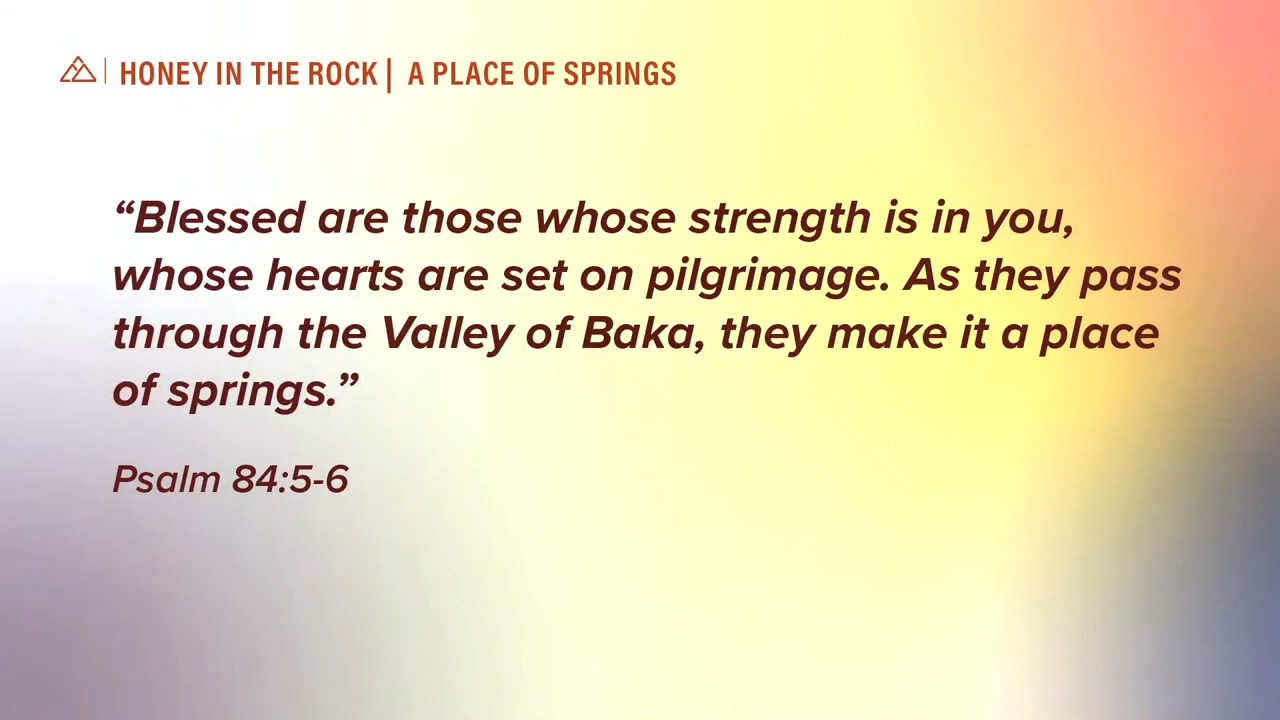 HONEY IN THE ROCK | A PLACE OF SPRINGS
“Blessed are those whose strength is in you,
whose hearts are set on pilgrimage. As they pass
through the Valley of Baka, they make it a place
of springs.”
Psalm 84:5-6